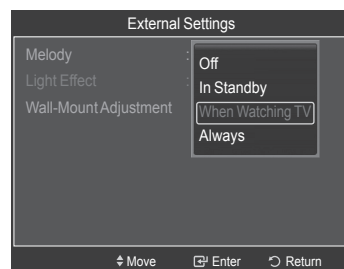 External Settings
Melody :
Light Effect :
Wall-Mount Adjustment
Off
In Standby
When Watching TV
Always
Move Enter Return